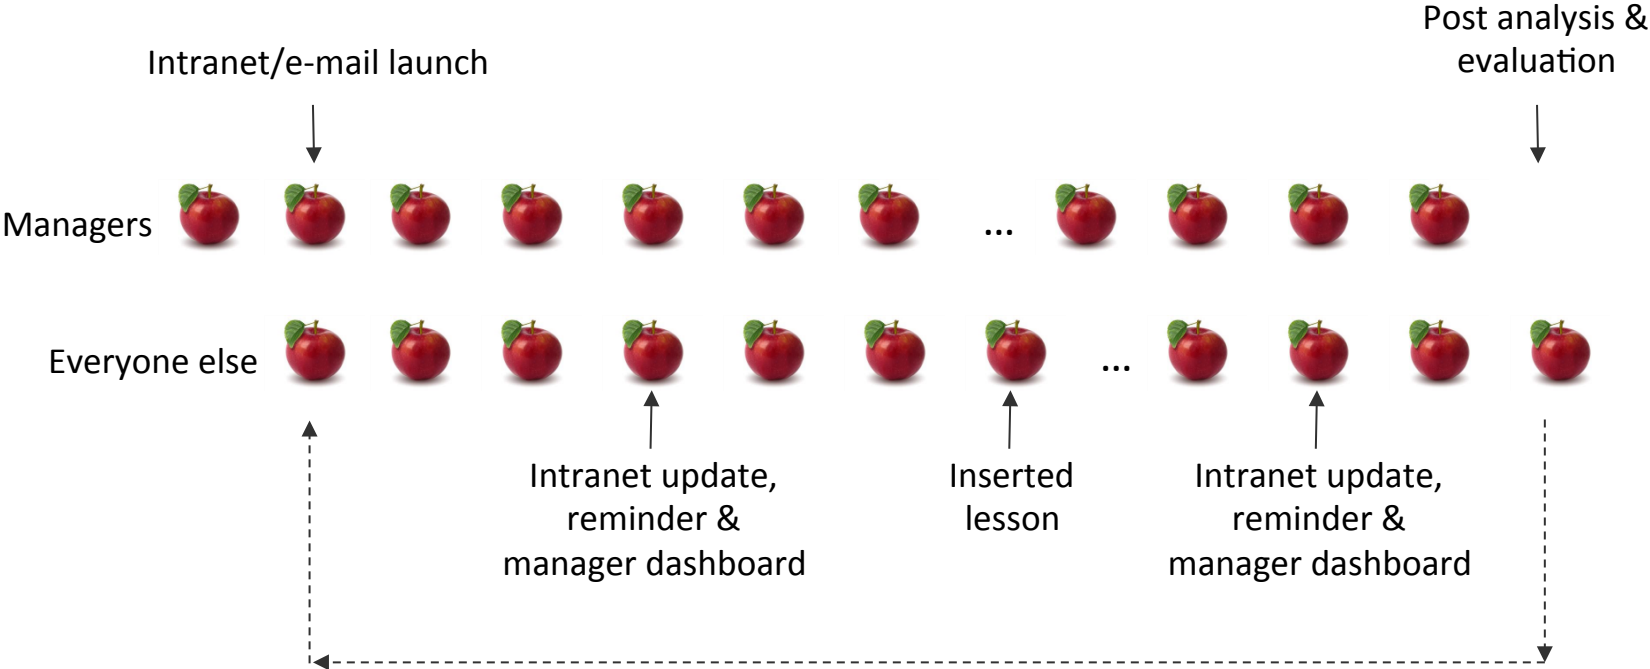 Post analysis &
evaluation
Intranet/e-mail launch
Managers
...
Everyone else
...
Intranet update,
reminder &
manager dashboard
Inserted
lesson
Intranet update,
reminder &
manager dashboard